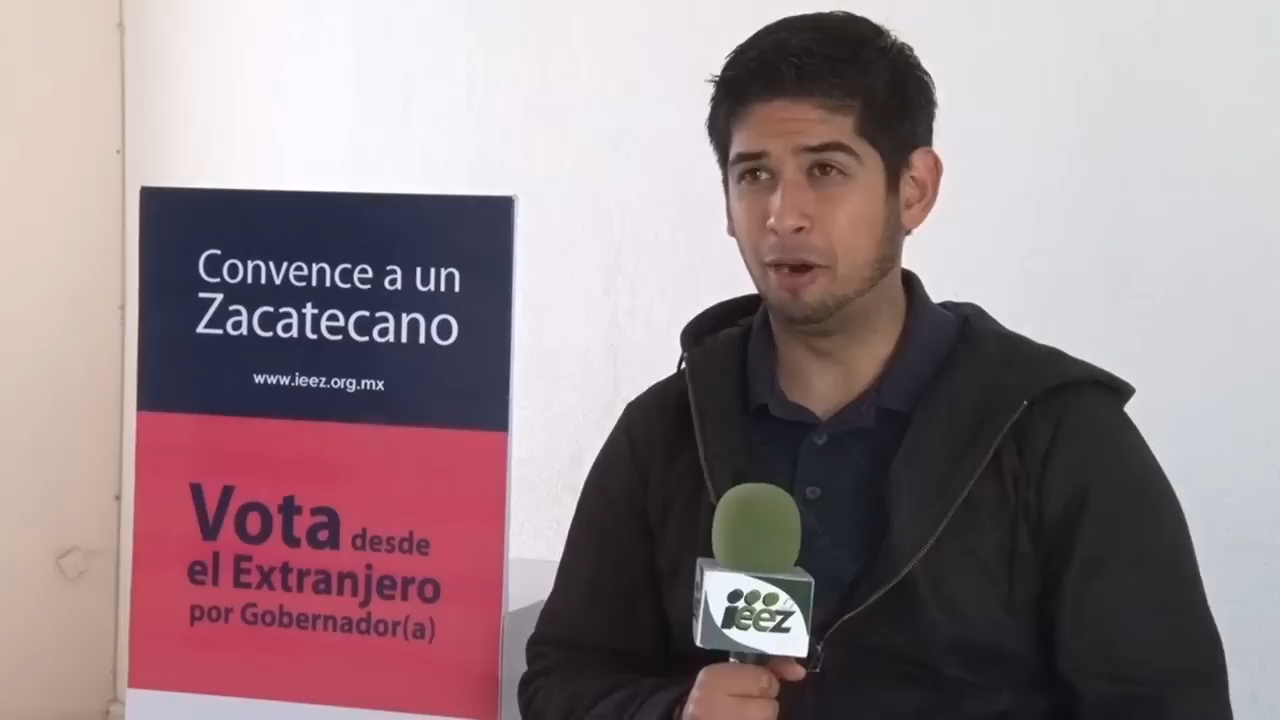 Convence a un
Zacatecano
www.ieez.org.mx
Vota desde
el Extranjero
por Gobernador(a)
ieez